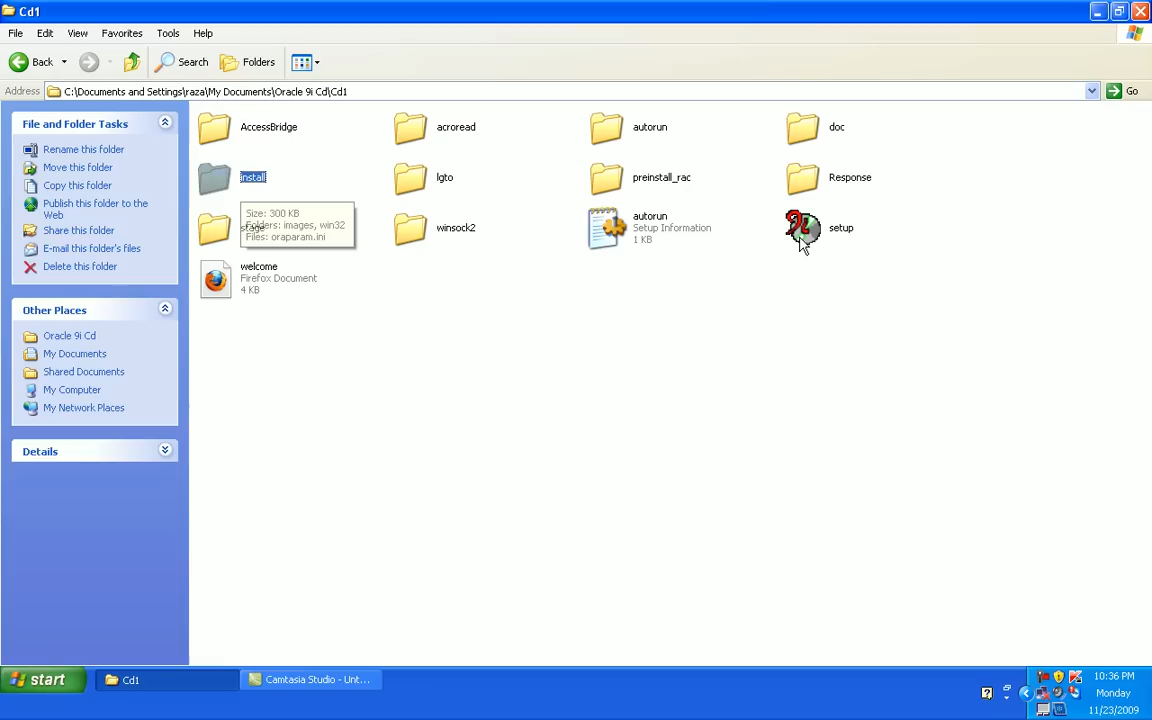 Cd1
File Edit View Favorites Tools Help
Back Search Folders
Address C:\Documents and Settings\raza\My Documents\Oracle 9i Cd\Cd1 Go
File and Folder Tasks
Rename this folder
Move this folder
Copy this folder
Publish this folder to the
Web
Share this folder
E-mail this folder's files
Delete this folder
Other Places
Oracle 9i Cd
My Documents
Shared Documents
My Computer
My Network Places
Details
AccessBridge acroread autorun doc
install lgto preinstall_rac Response
Size: 300 KB
Folders: images, win32
Files: oraparam.ini
stage winsock2
autorun
Setup Information
1 KB
setup
welcome
Firefox Document
4 KB
start Cd1 Camtasia Studio - Unt...
10:36 PM
Monday
11/23/2009